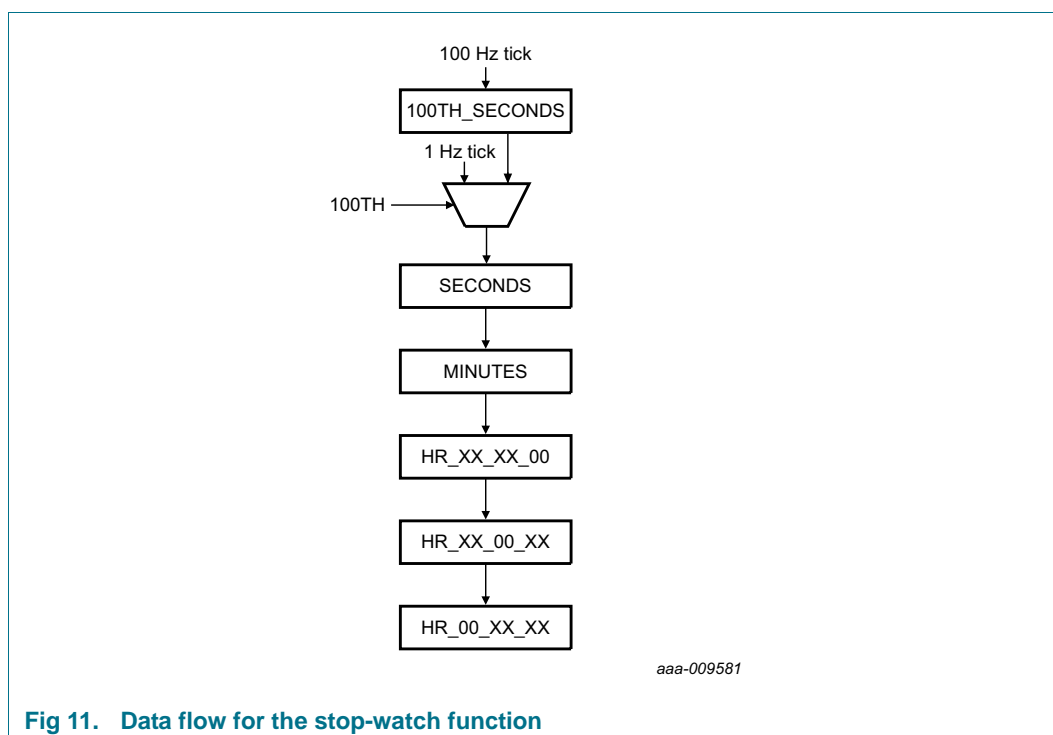 100 Hz tick
100TH_SECONDS
1 Hz tick
100TH
SECONDS
MINUTES
HR_XX_XX_00
HR_XX_00_XX
HR_00_XX_XX
aaa-009581
Fig 11. Data flow for the stop-watch function